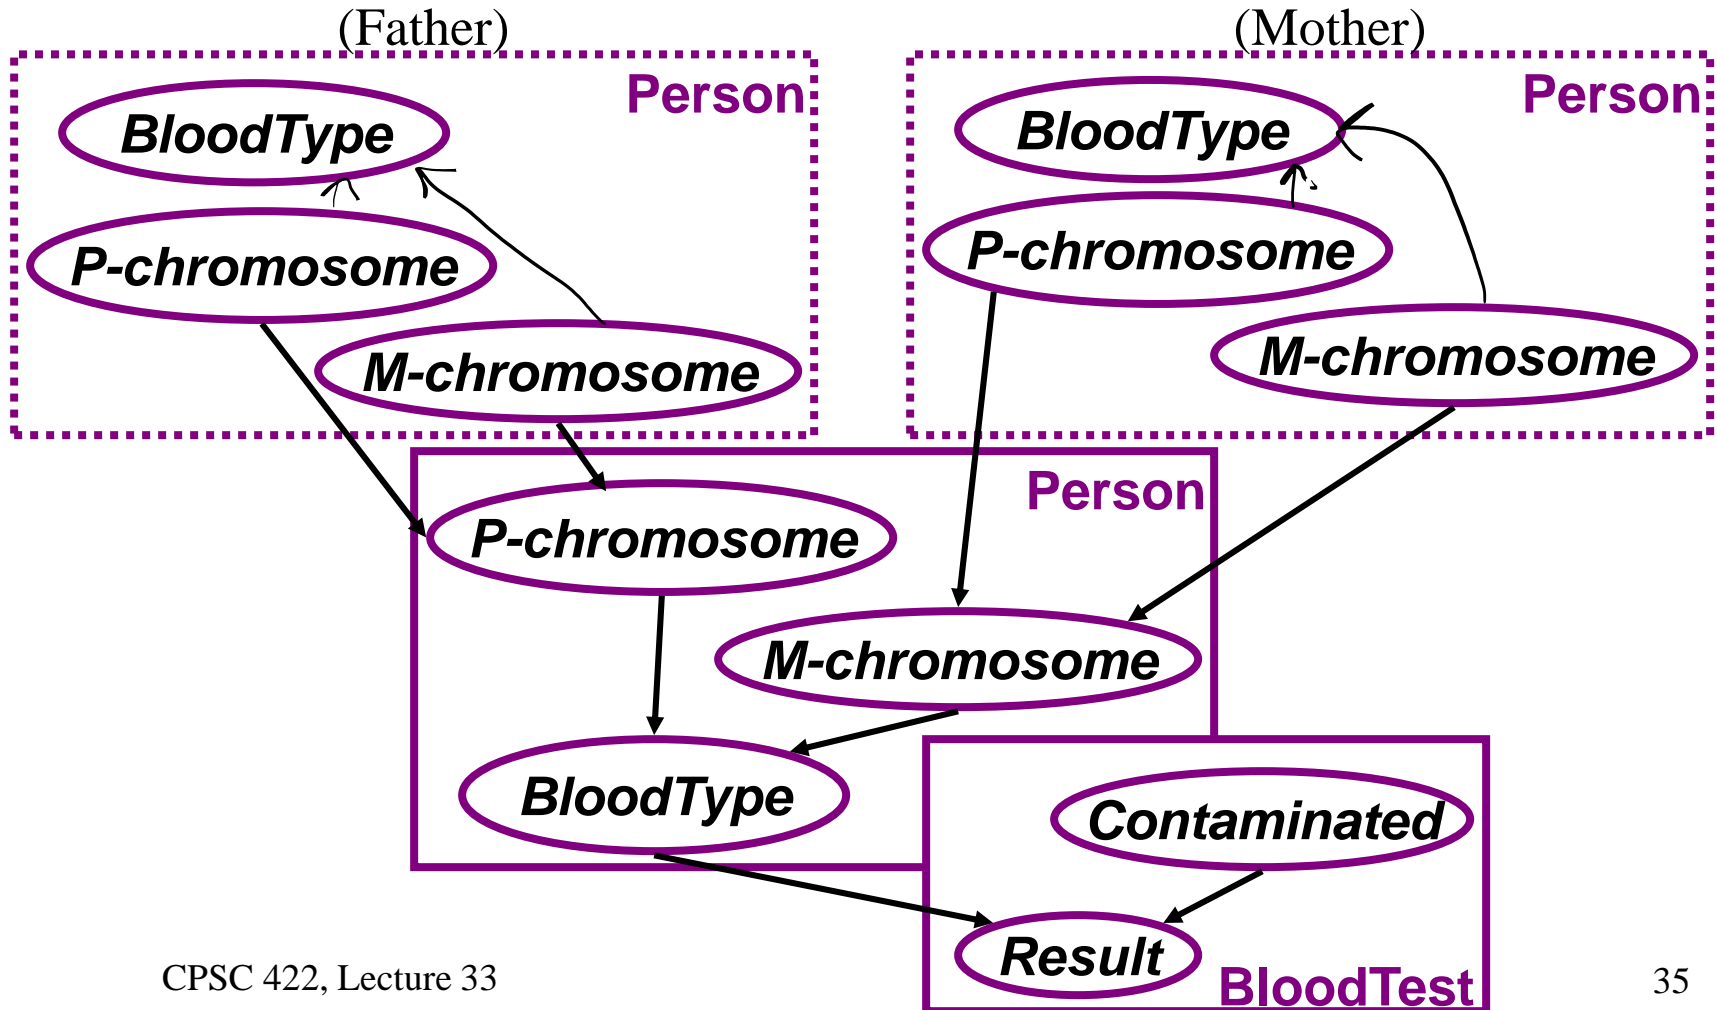 (Father)
(Mother)
Person
BloodType
P-chromosome
M-chromosome
Person
BloodType
P-chromosome
M-chromosome
Person
P-chromosome
M-chromosome
BloodType
Contaminated
Result
BloodTest
CPSC 422, Lecture 33
35